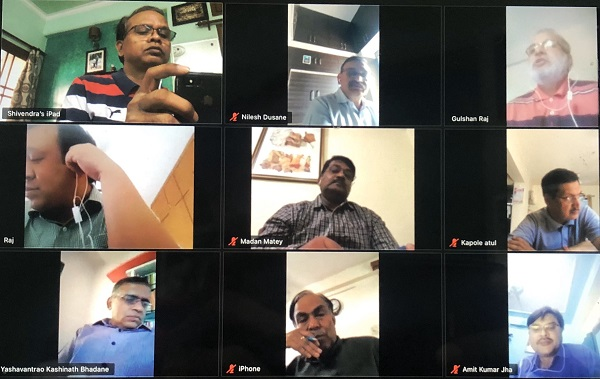 Shivendra's iPad
Nilesh Dusane
Gulshan Raj
Raj
Madan Matey
Kapole atul
Yashavantrao Kashinath Bhadane
iPhone
Amit Kumar Jha